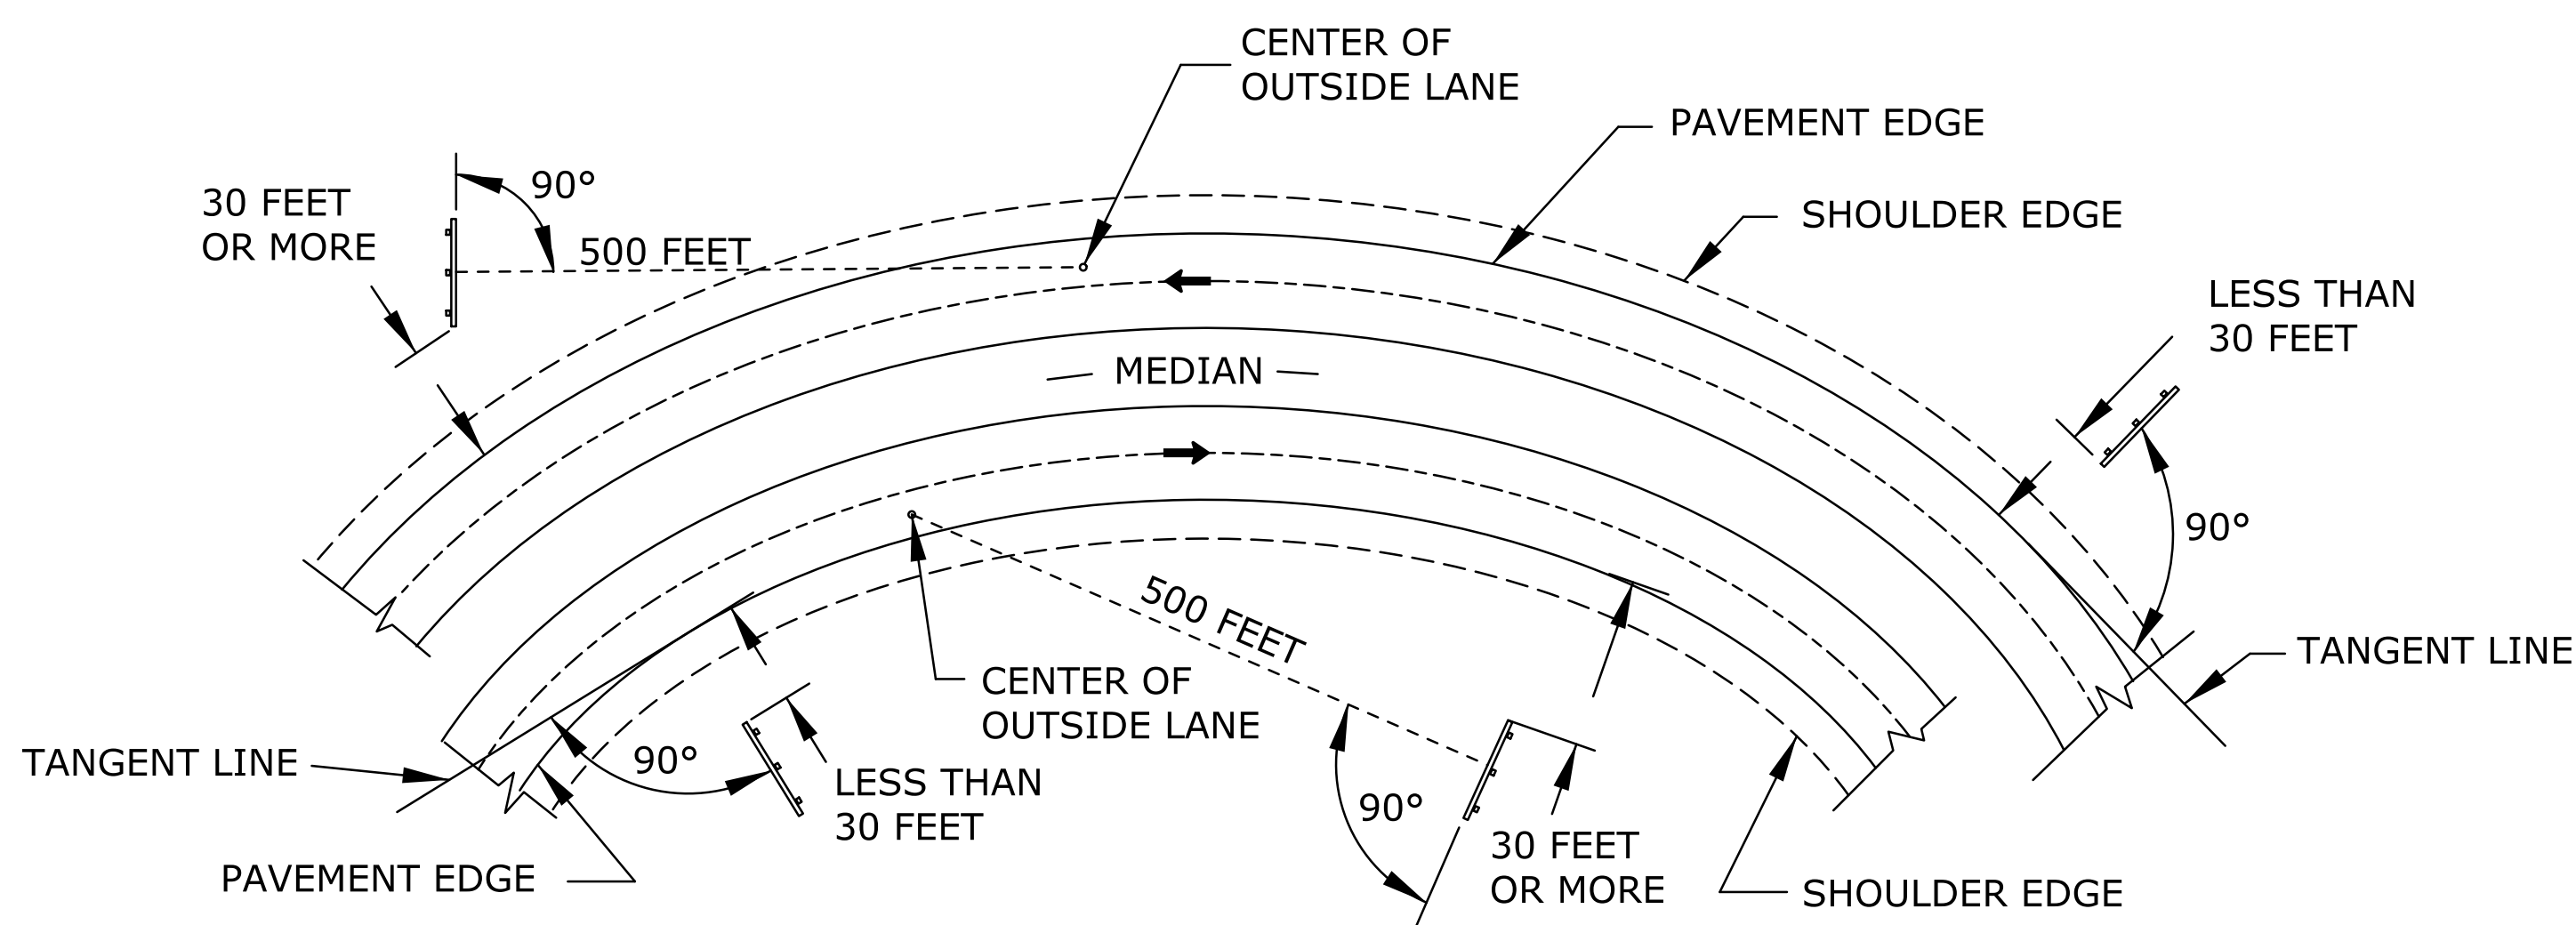 CENTER OF
OUTSIDE LANE
PAVEMENT EDGE
90°
30 FEET
OR MORE
SHOULDER EDGE
500 FEET
LESS THAN
30 FEET
MEDIAN
90°
500 FEET
TANGENT LINE
CENTER OF
OUTSIDE LANE
TANGENT LINE
90°
LESS THAN
30 FEET
90°
30 FEET
OR MORE
PAVEMENT EDGE
SHOULDER EDGE